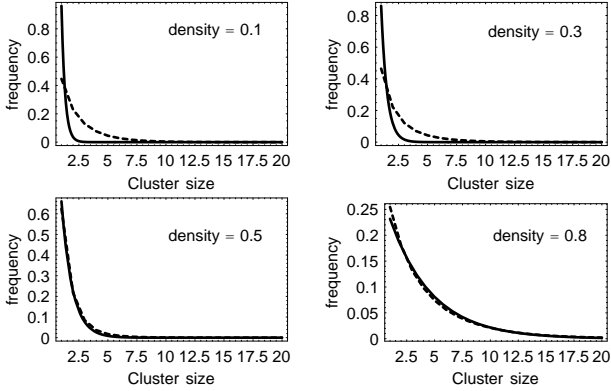 density = 0.1
frequency
0.8
0.6
0.4
0.2
0
2.5 5 7.5 10 12.5 15 17.5 20
Cluster size
density = 0.3
frequency
0.8
0.6
0.4
0.2
0
2.5 5 7.5 10 12.5 15 17.5 20
Cluster size
density = 0.5
frequency
0.6
0.5
0.4
0.3
0.2
0.1
0
2.5 5 7.5 10 12.5 15 17.5 20
Cluster size
density = 0.8
frequency
0.25
0.2
0.15
0.1
0.05
0
2.5 5 7.5 10 12.5 15 17.5 20
Cluster size